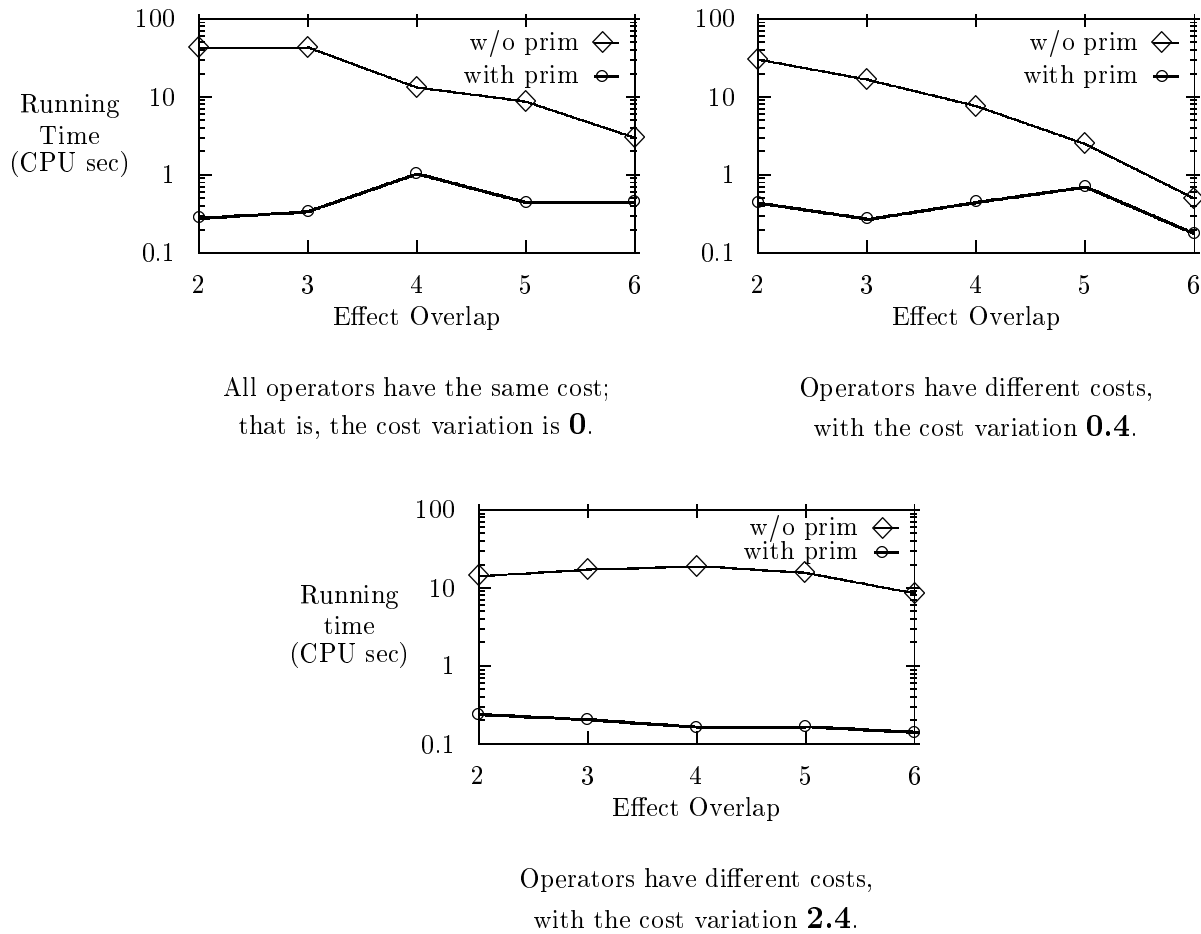 100
10
1
0.1
Running
Time
(CPU sec)
w/o prim
with prim
2 3 4 5 6
Effect Overlap
All operators have the same cost;
that is, the cost variation is 0.
w/o prim
with prim
100
10
1
0.1
2 3 4 5 6
Effect Overlap
Operators have different costs,
with the cost variation 0.4.
100
10
1
0.1
Running
time
(CPU sec)
w/o prim
with prim
2 3 4 5 6
Effect Overlap
Operators have different costs,
with the cost variation 2.4.